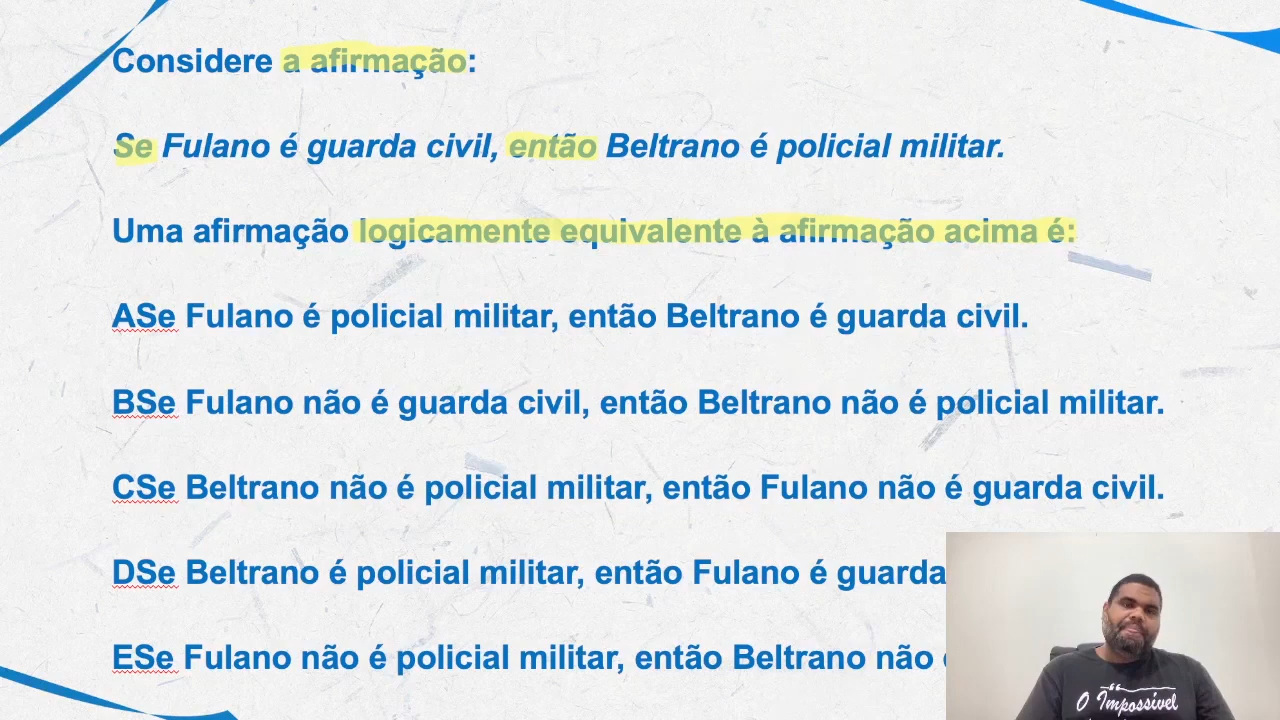 Considere a afirmação:
Se Fulano é guarda civil, então Beltrano é policial militar.
Uma afirmação logicamente equivalente à afirmação acima é:
ASe Fulano é policial militar, então Beltrano é guarda civil.
BSe Fulano não é guarda civil, então Beltrano não é policial militar.
CSe Beltrano não é policial militar, então Fulano não é guarda civil.
DSe Beltrano é policial militar, então Fulano é guarda
ESe Fulano não é policial militar, então Beltrano não
O Impossível